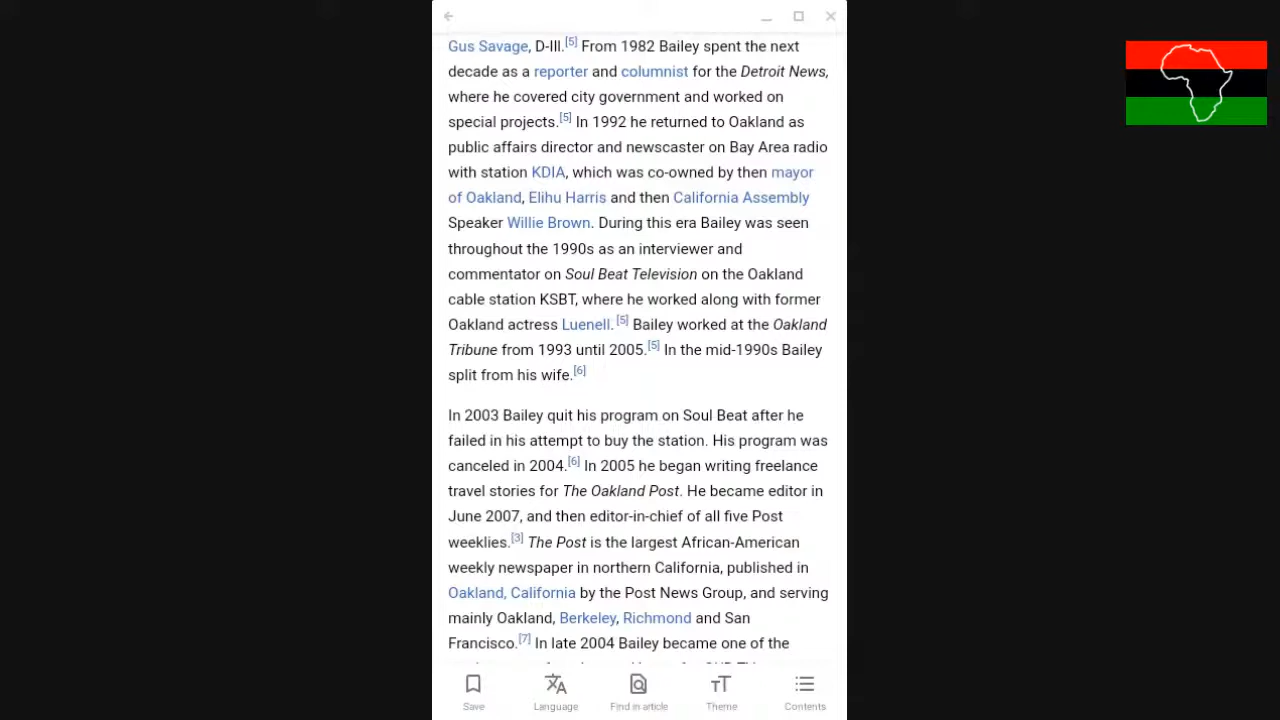 Gus Savage, D-Ill.[5] From 1982 Bailey spent the next
decade as a reporter and columnist for the Detroit News,
where he covered city government and worked on
special projects.[5] In 1992 he returned to Oakland as
public affairs director and newscaster on Bay Area radio
with station KDIA, which was co-owned by then mayor
of Oakland, Elihu Harris and then California Assembly
Speaker Willie Brown. During this era Bailey was seen
throughout the 1990s as an interviewer and
commentator on Soul Beat Television on the Oakland
cable station KSBT, where he worked along with former
Oakland actress Luenell.[5] Bailey worked at the Oakland
Tribune from 1993 until 2005.[5] In the mid-1990s Bailey
split from his wife.[6]
In 2003 Bailey quit his program on Soul Beat after he
failed in his attempt to buy the station. His program was
canceled in 2004.[6] In 2005 he began writing freelance
travel stories for The Oakland Post. He became editor in
June 2007, and then editor-in-chief of all five Post
weeklies.[3] The Post is the largest African-American
weekly newspaper in northern California, published in
Oakland, California by the Post News Group, and serving
mainly Oakland, Berkeley, Richmond and San
Francisco.[7] In late 2004 Bailey became one of the
Save
Language
Find in article
Theme
Contents